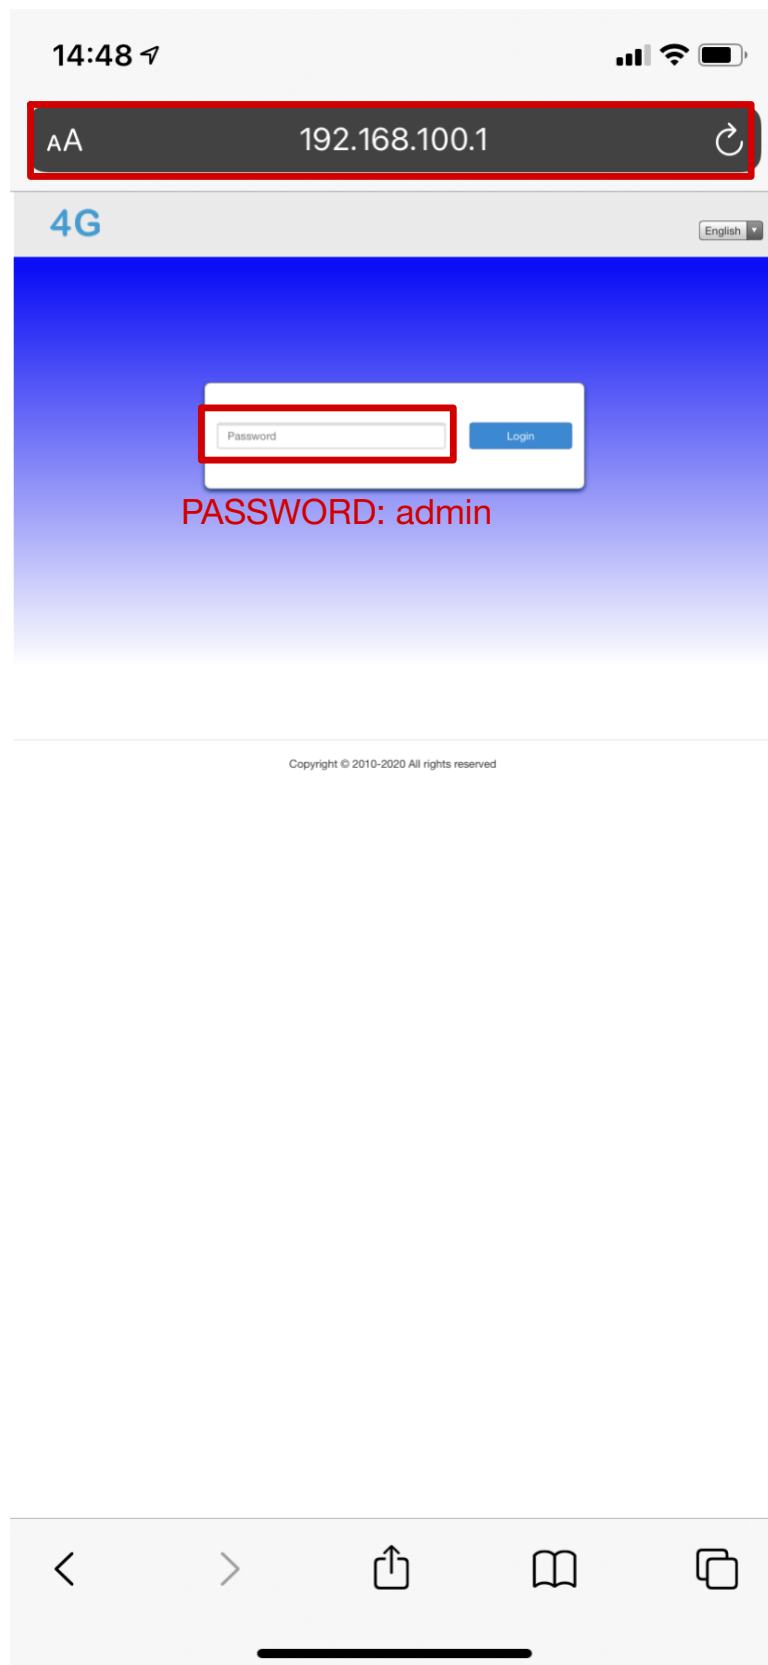 14:48
AA 192.168.100.1
4G
English
Password Login
PASSWORD: admin
Copyright © 2010-2020 All rights reserved